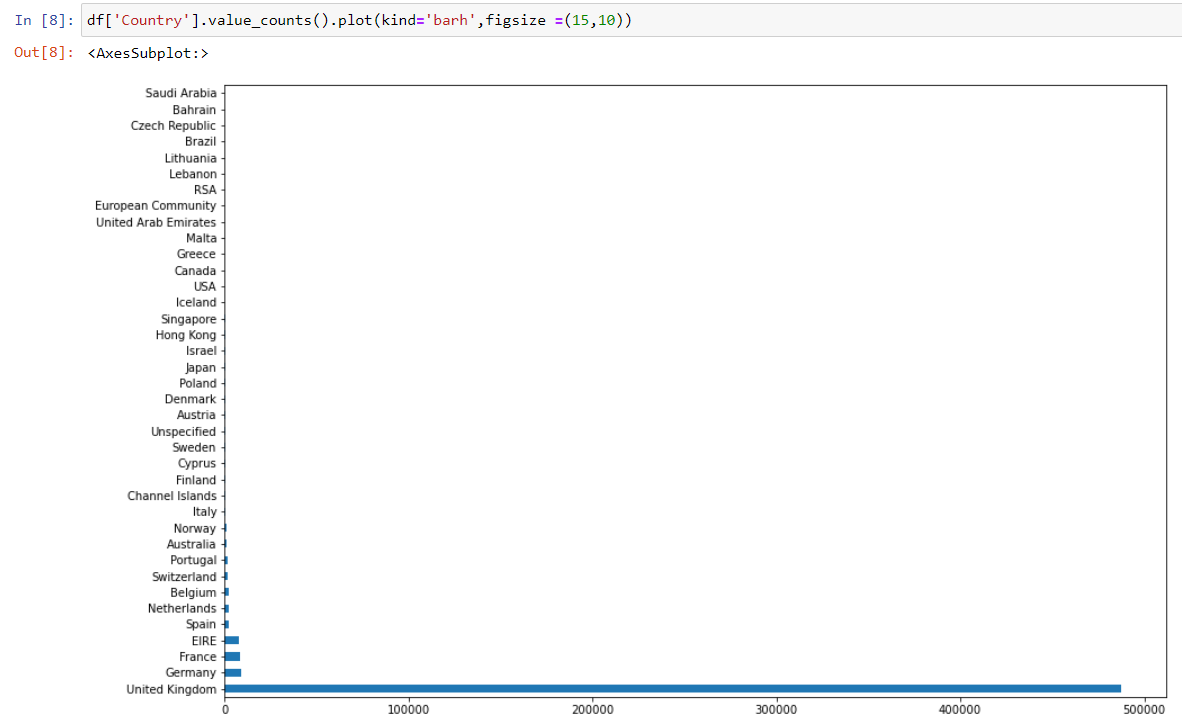 In [8]: df['Country'].value_counts().plot(kind='barh',figsize =(15,10))
Out[8]: <AxesSubplot:>
Saudi Arabia
Bahrain
Czech Republic
Brazil
Lithuania
Lebanon
RSA
European Community
United Arab Emirates
Malta
Greece
Canada
USA
Iceland
Singapore
Hong Kong
Israel
Japan
Poland
Denmark
Austria
Unspecified
Sweden
Cyprus
Finland
Channel Islands
Italy
Norway
Australia
Portugal
Switzerland
Belgium
Netherlands
Spain
EIRE
France
Germany
United Kingdom
0 100000 200000 300000 400000 500000